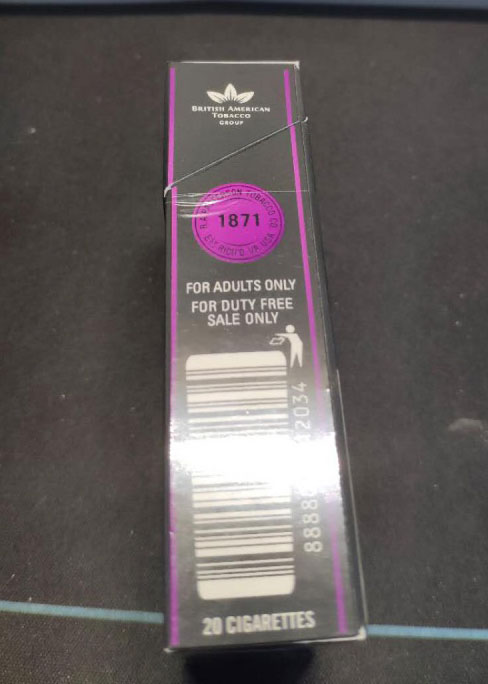 BRITISH AMERICAN
TOBACCO
GROUP
1871
FOR ADULTS ONLY
FOR DUTY FREE
SALE ONLY
20 CIGARETTES